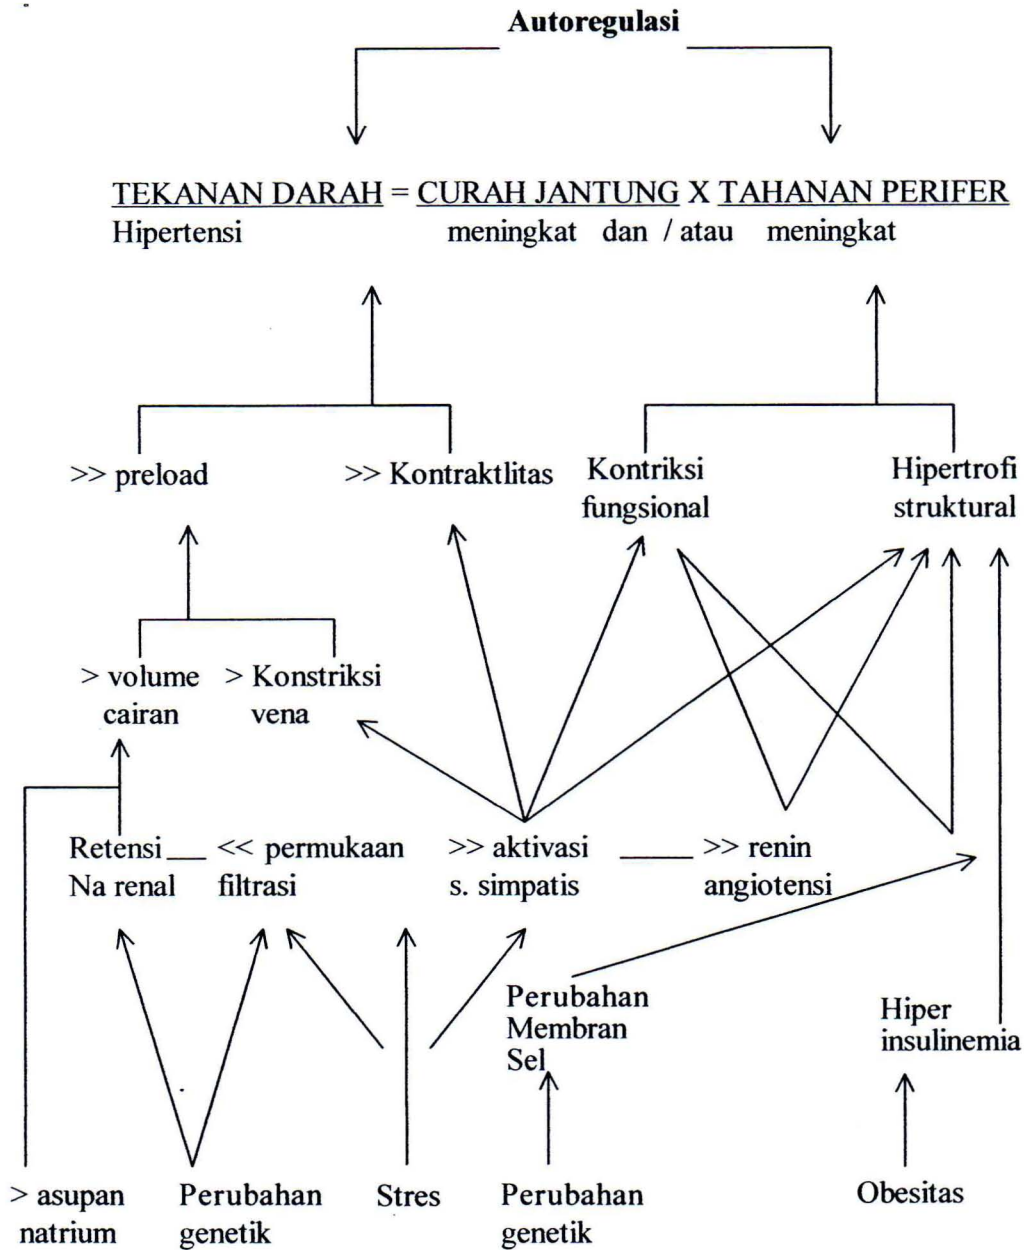 Autoregulasi
TEKANAN DARAH = CURAH JANTUNG X TAHANAN PERIFER
Hipertensi meningkat dan / atau meningkat
>> preload
>> Kontraktlitas
Kontriksi
fungsional
Hipertrofi
struktural
> volume
cairan
> Konstriksi
vena
Retensi
Na renal
<< permukaan
filtrasi
>> aktivasi
s. simpatis
>> renin
angiotensi
Perubahan
Membran
Sel
Hiper
insulinemia
> asupan
natrium
Perubahan
genetik
Stres
Perubahan
genetik
Obesitas